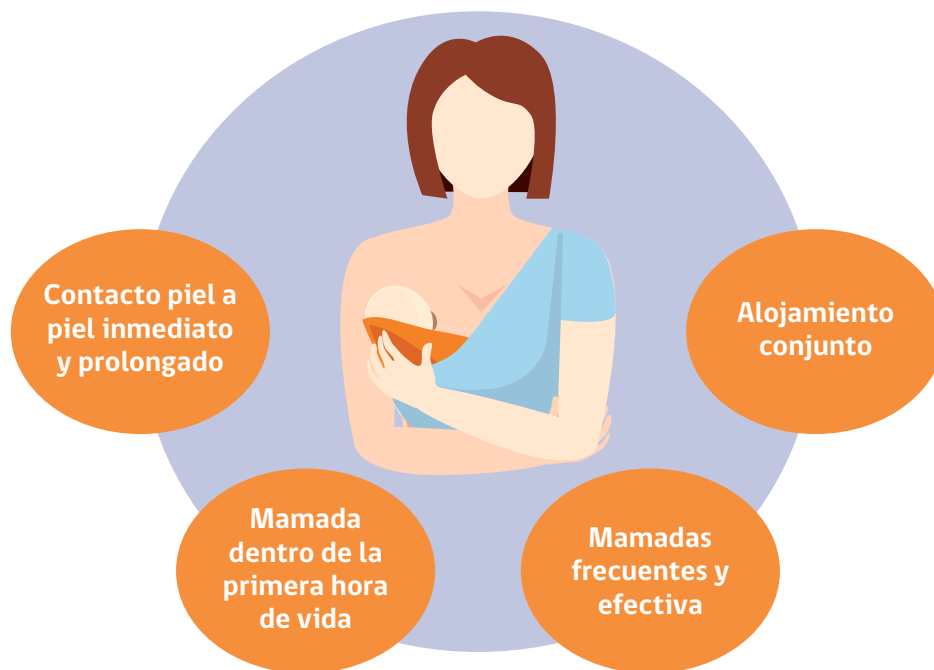 Contacto piel a
piel inmediato
y prolongado
Alojamiento
conjunto
Mamada
dentro de la
primera hora
de vida
Mamadas
frecuentes y
efectiva